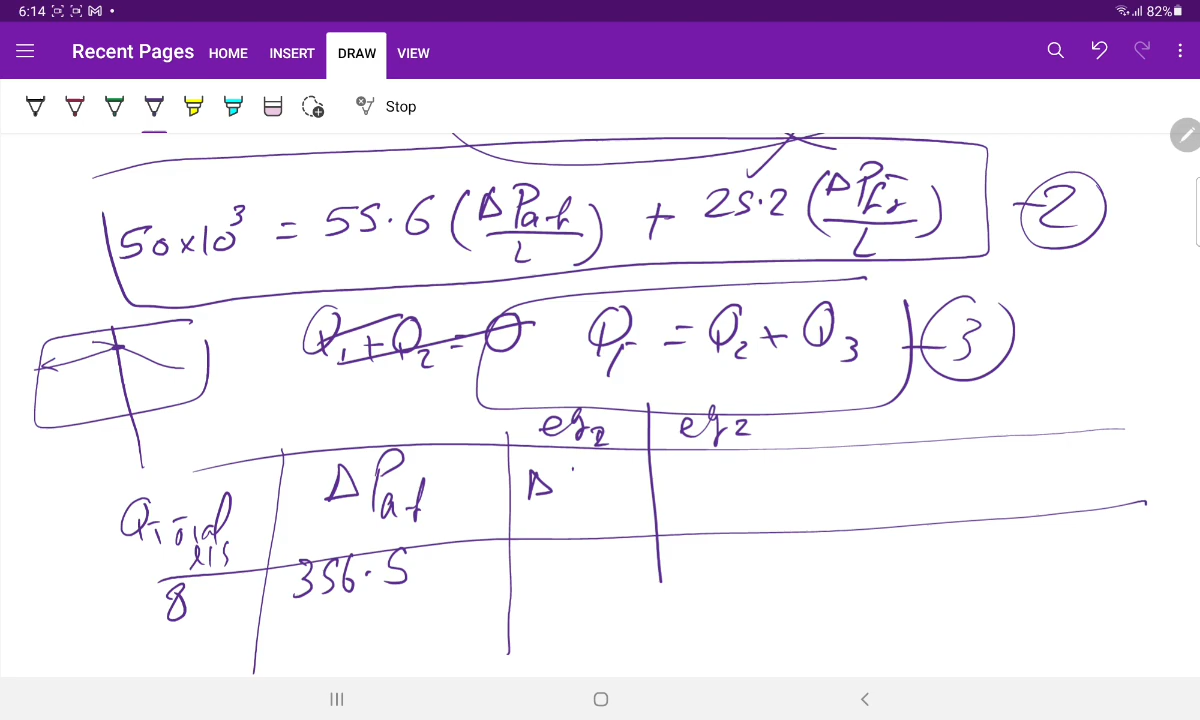 6:14 82%
Recent Pages HOME INSERT DRAW VIEW
Stop
50×10³ = 55.6 (ΔPaf/L) + 25.2 (ΔPfr/L) -2
Q₁+Q₂=0 Q₁ = Q₂ + Q₃ -3
eq2 eq2
Qtotal ΔPaf Δ
l/s
8 356.5